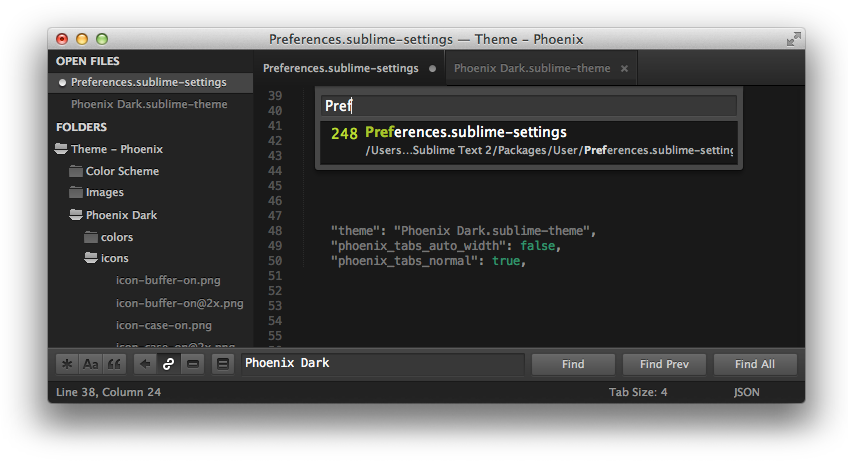 Preferences.sublime-settings — Theme – Phoenix
OPEN FILES
Preferences.sublime-settings
Phoenix Dark.sublime-theme
FOLDERS
Theme – Phoenix
Color Scheme
Images
Phoenix Dark
colors
icons
icon-buffer-on.png
icon-buffer-on@2x.png
icon-case-on.png
icon-case-on@2x.png
Preferences.sublime-settings
Phoenix Dark.sublime-theme ×
Pref
248 Preferences.sublime-settings
/Users...Sublime Text 2/Packages/User/Preferences.sublime-setting
39
40
41
42
43
44
45
46
47
48 "theme": "Phoenix Dark.sublime-theme",
49 "phoenix_tabs_auto_width": false,
50 "phoenix_tabs_normal": true,
51
52
53
54
55
* Aa “
Phoenix Dark
Find
Find Prev
Find All
Line 38, Column 24
Tab Size: 4
JSON